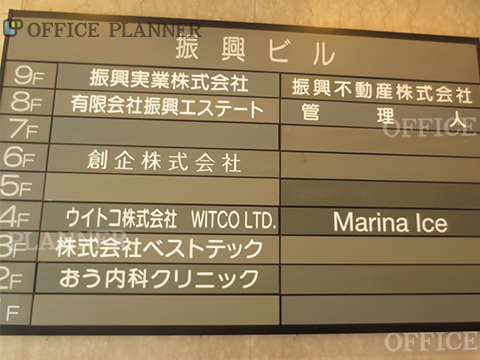 OFFICE PLANNER
振興ビル
9F 振興実業株式会社 振興不動産株式会社
8F 有限会社振興エステート 管理人
7F
OFFICE
6F 創企株式会社
5F
4F ウイトコ株式会社 WITCO LTD. Marina Ice
PLANNER
3F 株式会社ベストテック
2F おう内科クリニック
1F
OFFICE